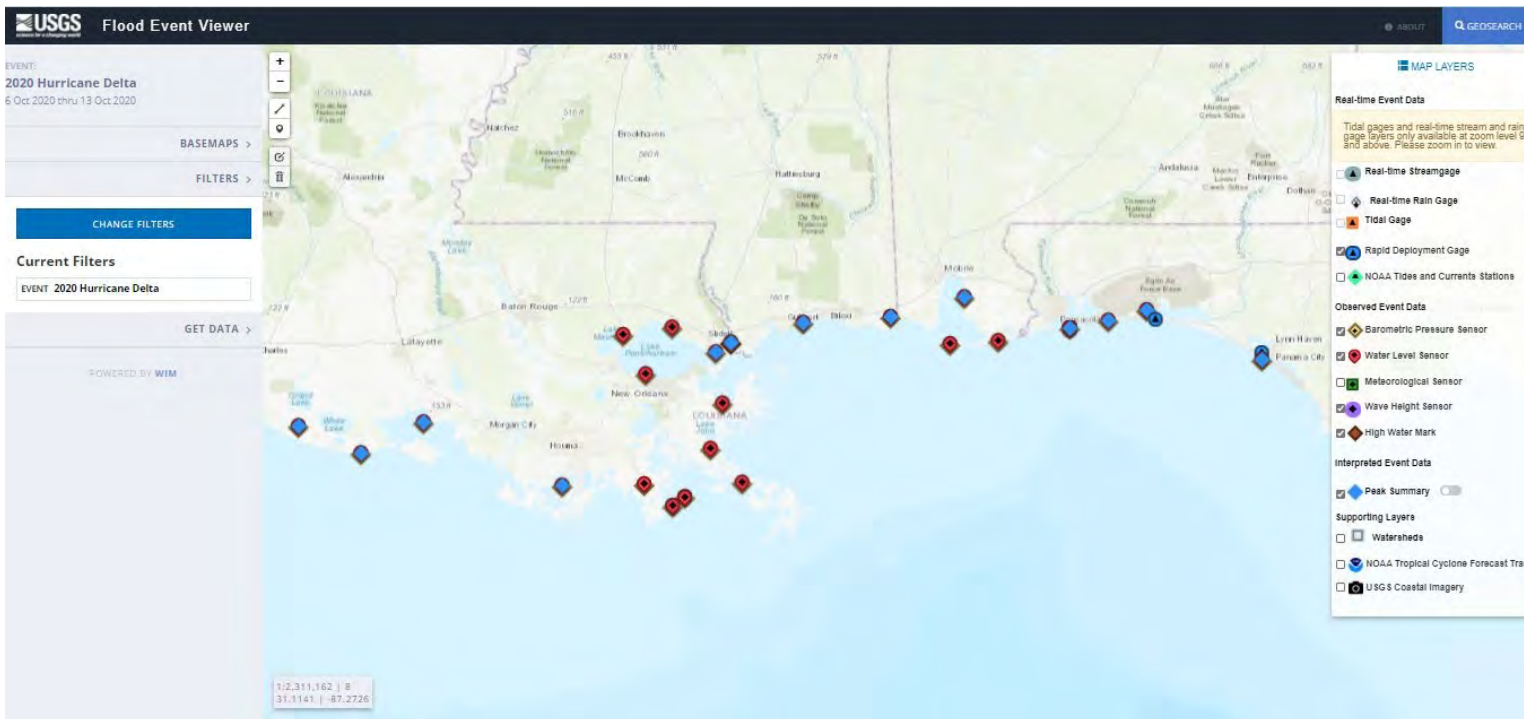 USGS
science for a changing world
Flood Event Viewer
ABOUT
GEOSEARCH
EVENT:
2020 Hurricane Delta
6 Oct 2020 thru 13 Oct 2020
BASEMAPS
FILTERS
CHANGE FILTERS
Current Filters
EVENT 2020 Hurricane Delta
GET DATA
POWERED BY WIM
+
−
LOUISIANA
Natchez
Brookhaven
McComb
Hattiesburg
Alexandria
Andalusia
Enterprise
Dothan
Mobile
Baton Rouge
Biloxi
Lafayette
Lynn Haven
Panama City
New Orleans
LOUISIANA
Morgan City
Houma
White Lake
1:2,311,162 | 8
31.1141 | -87.2726
MAP LAYERS
Real-time Event Data
Tidal gages and real-time stream and rain
gage layers only available at zoom level 9
and above. Please zoom in to view.
Real-time Streamgage
Real-time Rain Gage
Tidal Gage
Rapid Deployment Gage
NOAA Tides and Currents Stations
Observed Event Data
Barometric Pressure Sensor
Water Level Sensor
Meteorological Sensor
Wave Height Sensor
High Water Mark
Interpreted Event Data
Peak Summary
Supporting Layers
Watersheds
NOAA Tropical Cyclone Forecast Tra
USGS Coastal Imagery